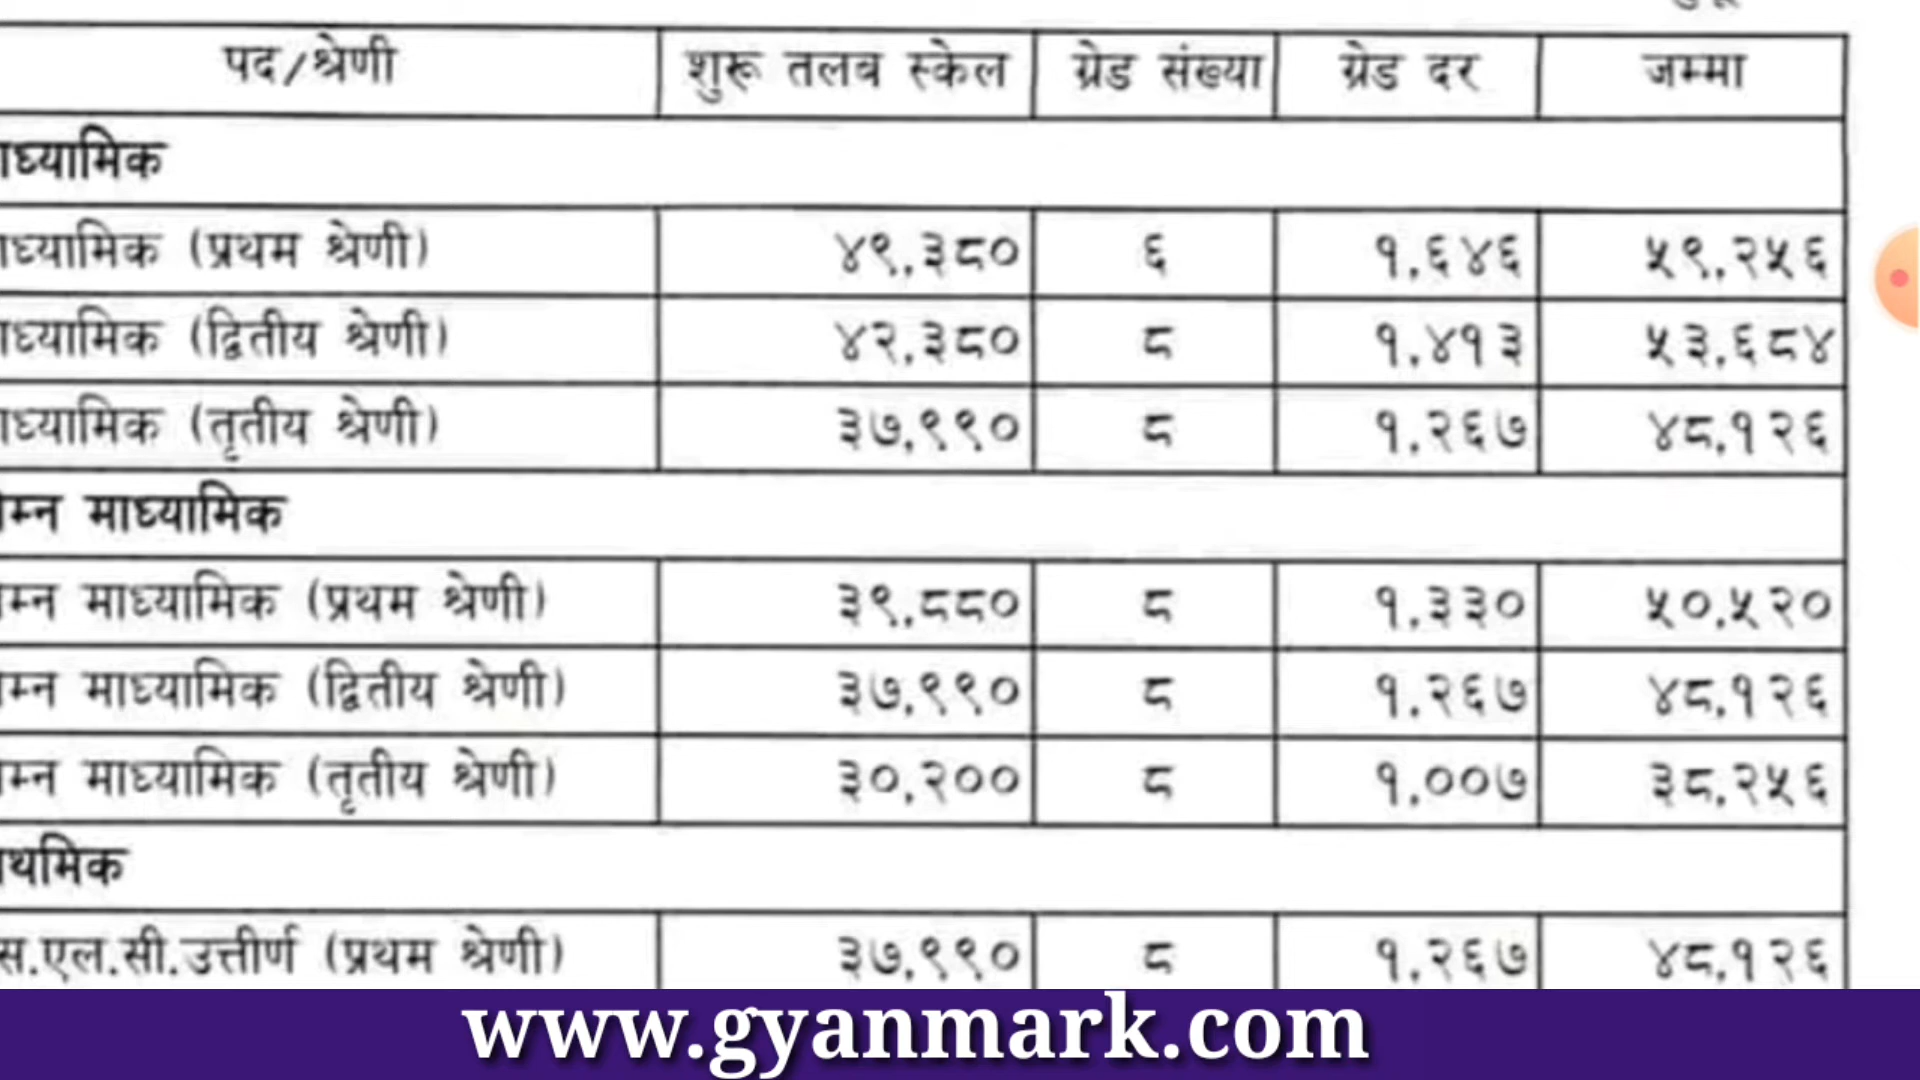 पद/श्रेणी शुरू तलब स्केल ग्रेड संख्या ग्रेड दर जम्मा
ाध्यामिक
ाध्यामिक (प्रथम श्रेणी) ४९,३८० ६ १,६४६ ५९,२५६
ाध्यामिक (द्वितीय श्रेणी) ४२,३८० ८ १,४१३ ५३,६८४
ाध्यामिक (तृतीय श्रेणी) ३७,९९० ८ १,२६७ ४८,१२६
म्न माध्यामिक
म्न माध्यामिक (प्रथम श्रेणी) ३९,८८० ८ १,३३० ५०,५२०
म्न माध्यामिक (द्वितीय श्रेणी) ३७,९९० ८ १,२६७ ४८,१२६
म्न माध्यामिक (तृतीय श्रेणी) ३०,२०० ८ १,००७ ३८,२५६
ाथमिक
स.एल.सी.उत्तीर्ण (प्रथम श्रेणी) ३७,९९० ८ १,२६७ ४८,१२६
www.gyanmark.com